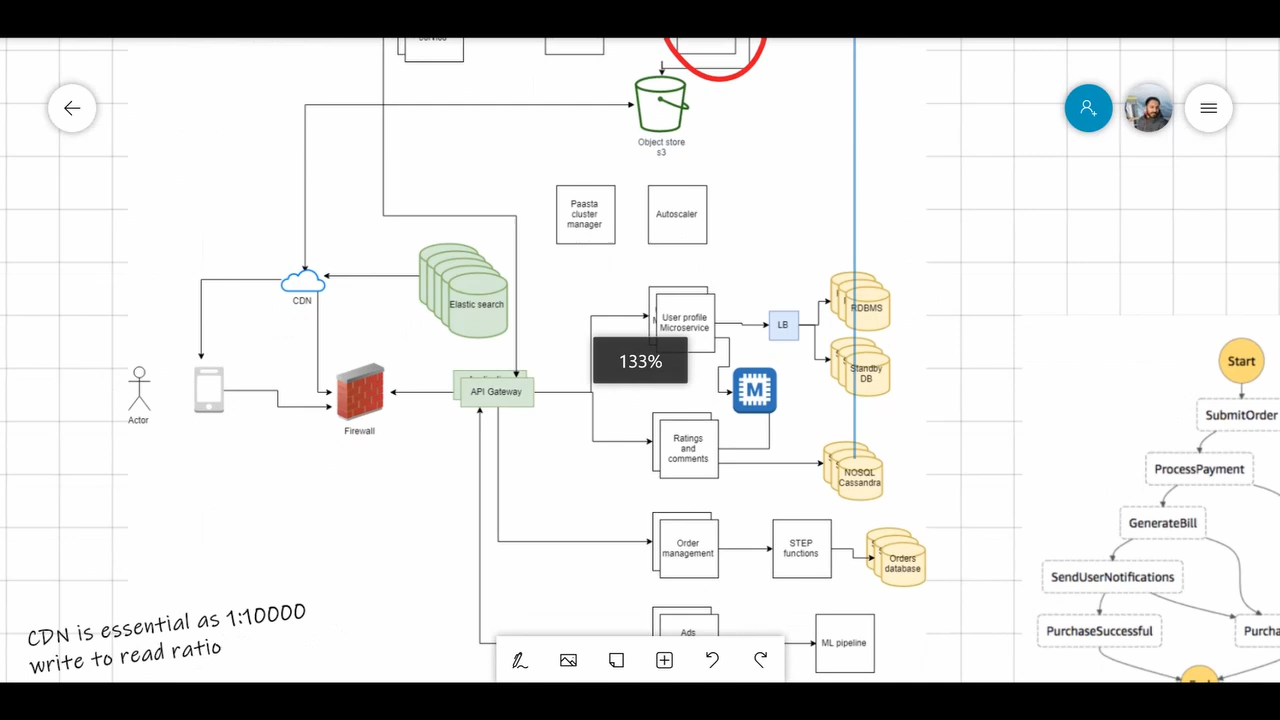 Service
Object store
s3
Paasta
cluster
manager
Autoscaler
CDN
Elastic search
User profile
Microservice
LB
RDBMS
Standby
DB
133%
M
Actor
Firewall
API Gateway
Ratings
and
comments
NOSQL
Cassandra
Order
management
STEP
functions
Orders
database
Ads
ML pipeline
CDN is essential as 1:10000
write to read ratio
Start
SubmitOrder
ProcessPayment
GenerateBill
SendUserNotifications
PurchaseSuccessful
Purcha